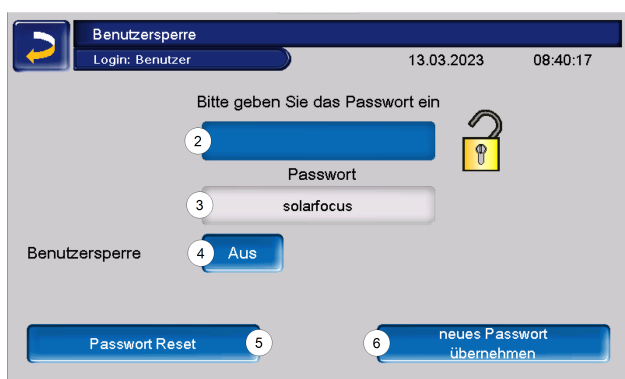 Benutzersperre
Login: Benutzer 13.03.2023 08:40:17
Bitte geben Sie das Passwort ein
2
Passwort
3 solarfocus
Benutzersperre 4 Aus
Passwort Reset 5 6 neues Passwort
übernehmen